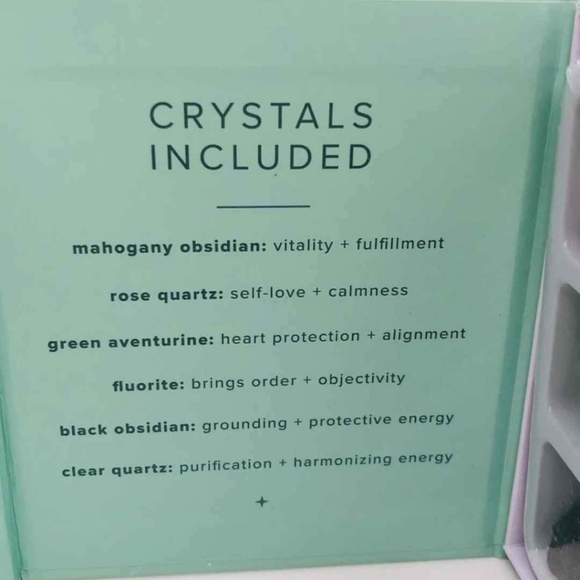 CRYSTALS
INCLUDED
mahogany obsidian: vitality + fulfillment
rose quartz: self-love + calmness
green aventurine: heart protection + alignment
fluorite: brings order + objectivity
black obsidian: grounding + protective energy
clear quartz: purification + harmonizing energy